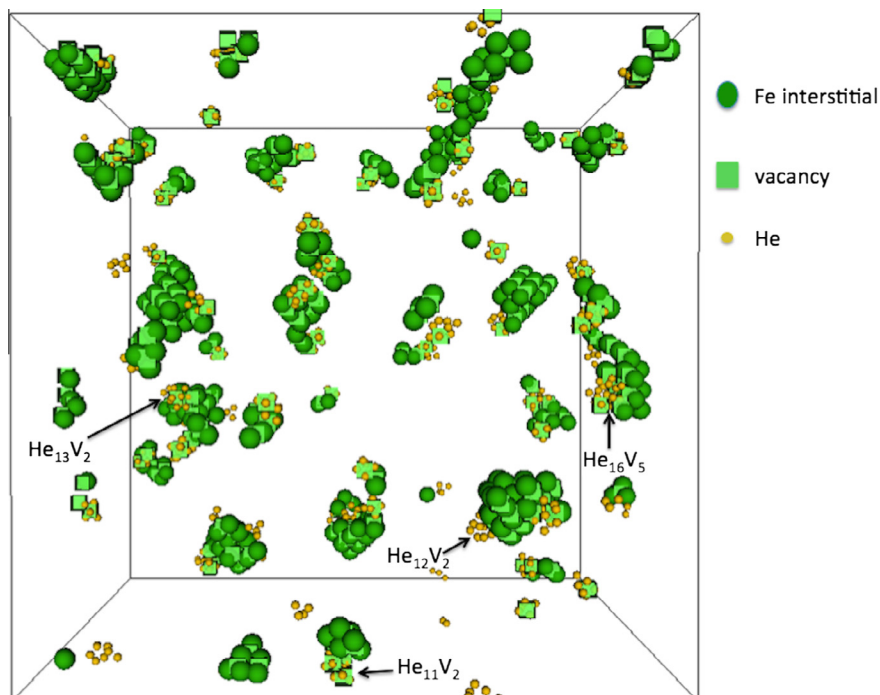 Fe interstitial
vacancy
He
He₁₃V₂
He₁₆V₅
He₁₂V₂
He₁₁V₂